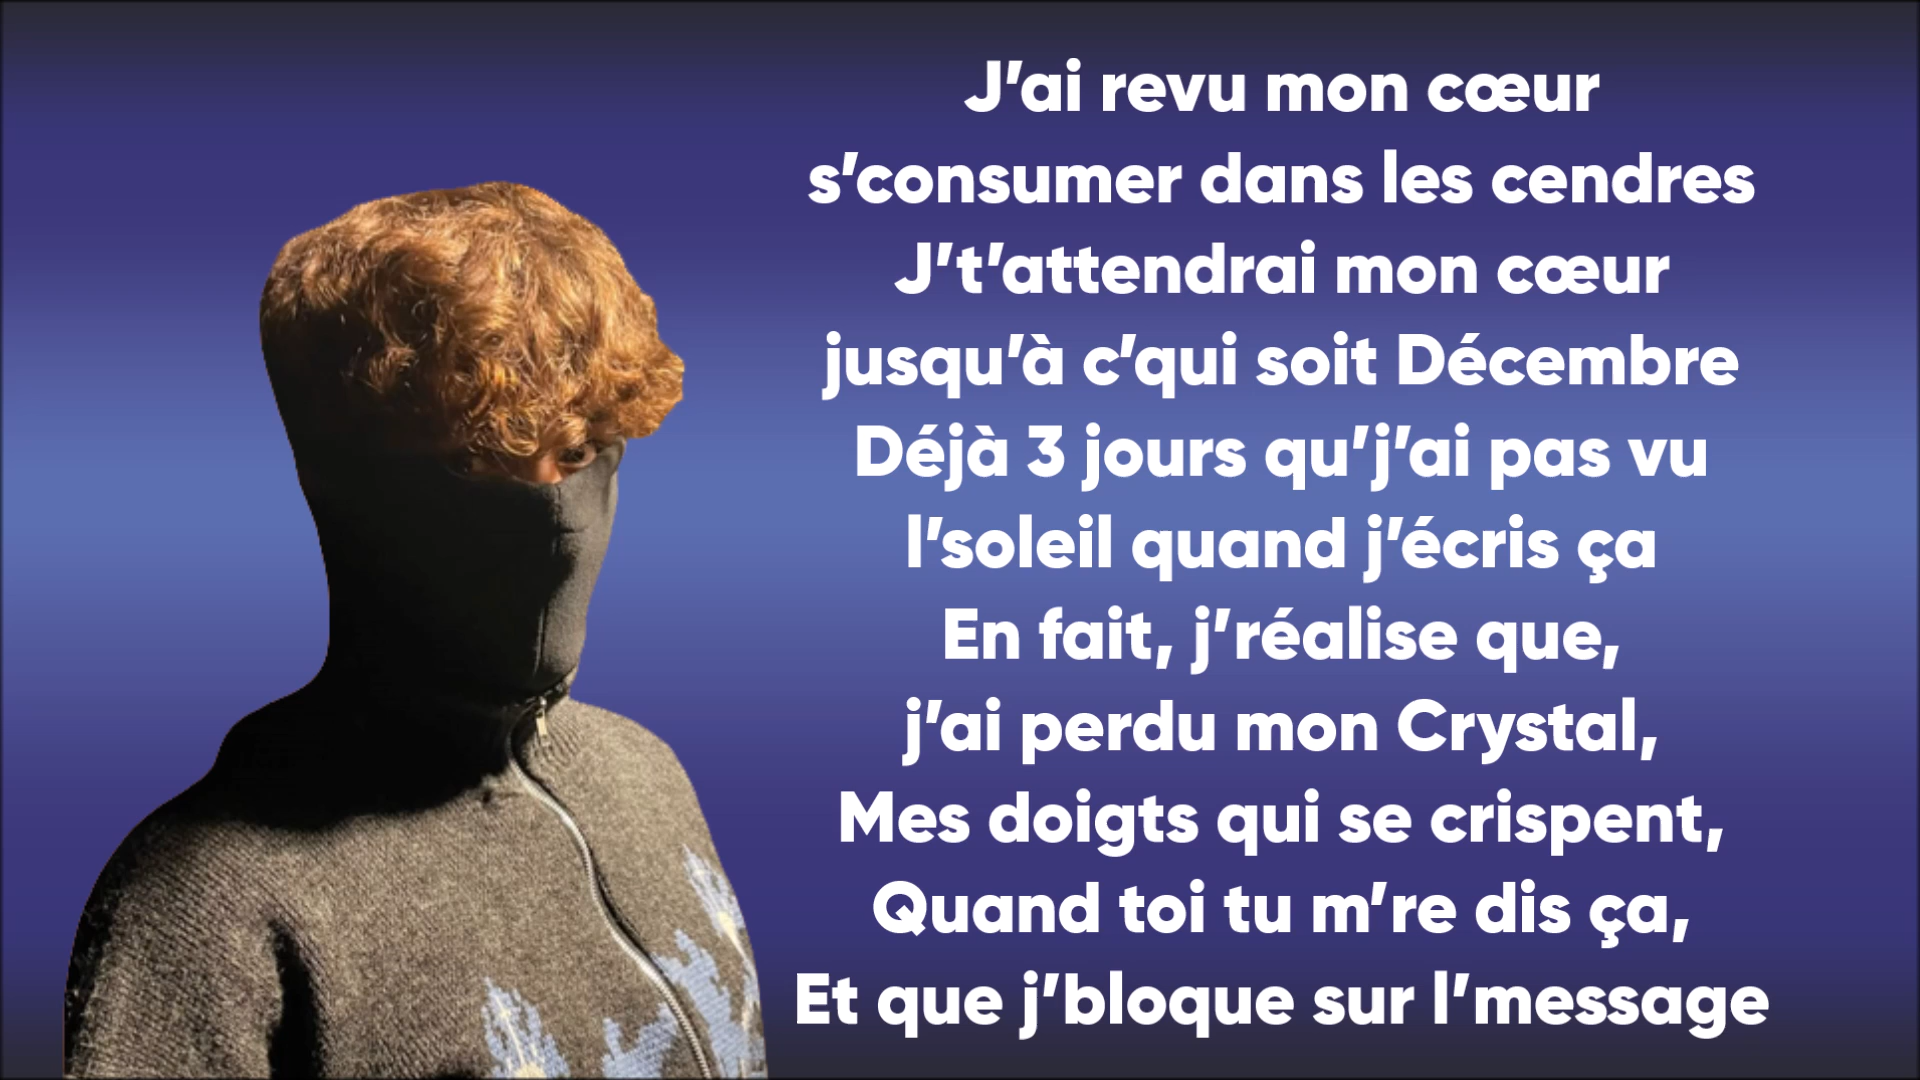 J’ai revu mon cœur
s’consumer dans les cendres
J’t’attendrai mon cœur
jusqu’à c’qui soit Décembre
Déjà 3 jours qu’j’ai pas vu
l’soleil quand j’écris ça
En fait, j’réalise que,
j’ai perdu mon Crystal,
Mes doigts qui se crispent,
Quand toi tu m’re dis ça,
Et que j’bloque sur l’message